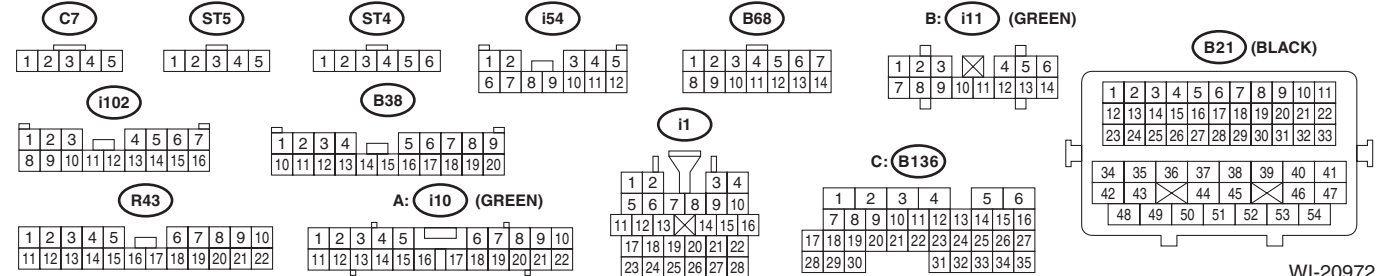 C7 ST5 ST4 i54 B68 B: i11 (GREEN) B21 (BLACK)
1 2 3 4 5
1 2 3 4 5
1 2 3 4 5 6
1 2 3 4 5
6 7 8 9 10 11 12
1 2 3 4 5 6 7
8 9 10 11 12 13 14
1 2 3 4 5 6
7 8 9 10 11 12 13 14
1 2 3 4 5 6 7 8 9 10 11
12 13 14 15 16 17 18 19 20 21 22
23 24 25 26 27 28 29 30 31 32 33
34 35 36 37 38 39 40 41
42 43 44 45 46 47
48 49 50 51 52 53 54
i102 B38 i1 C: B136
1 2 3 4 5 6 7
8 9 10 11 12 13 14 15 16
1 2 3 4 5 6 7 8 9
10 11 12 13 14 15 16 17 18 19 20
1 2 3 4
5 6 7 8 9 10
11 12 13 14 15 16
17 18 19 20 21 22
23 24 25 26 27 28
1 2 3 4 5 6
7 8 9 10 11 12 13 14 15 16
17 18 19 20 21 22 23 24 25 26 27
28 29 30 31 32 33 34 35
R43 A: i10 (GREEN)
1 2 3 4 5 6 7 8 9 10
11 12 13 14 15 16 17 18 19 20 21 22
1 2 3 4 5 6 7 8 9 10
11 12 13 14 15 16 17 18 19 20 21 22
WI-20972